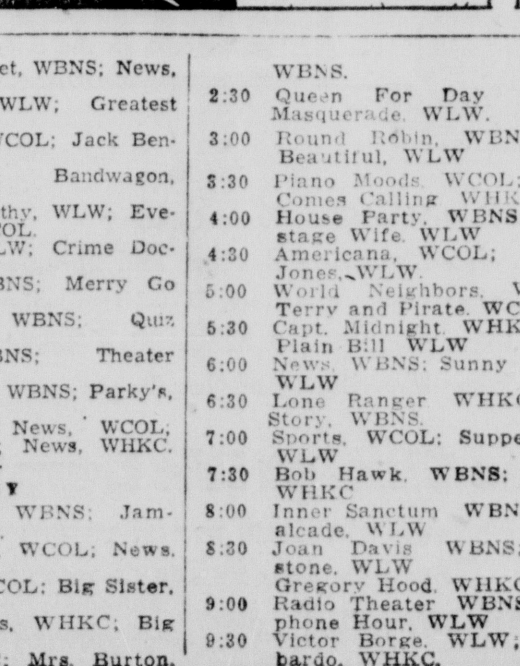 et, WBNS; News,
WLW; Greatest
WCOL; Jack Ben-
Bandwagon,
thy, WLW; Eve-
OL.
LW; Crime Doc-
BNS; Merry Go
WBNS; Quiz
BNS; Theater
WBNS; Parky's,
News, WCOL;
; News, WHKC.
Y
WBNS; Jam-
WCOL; News,
COL; Big Sister,
s, WHKC; Big
; Mrs. Burton,
WBNS.
2:30 Queen For Day
Masquerade, WLW.
3:00 Round Robin, WBN
Beautiful, WLW
3:30 Piano Moods, WCOL;
Comes Calling WHK
4:00 House Party, WBNS
stage Wife, WLW
4:30 Americana, WCOL;
Jones, WLW.
5:00 World Neighbors, W
Terry and Pirate, WC
5:30 Capt. Midnight, WHK
Plain Bill WLW
6:00 News, WBNS; Sunny
WLW
6:30 Lone Ranger WHKC
Story, WBNS.
7:00 Sports, WCOL; Suppe
WLW
7:30 Bob Hawk, WBNS;
WHKC
8:00 Inner Sanctum WBN
alcade, WLW
8:30 Joan Davis WBNS;
stone, WLW
Gregory Hood, WHKC
9:00 Radio Theater WBNS
phone Hour, WLW
9:30 Victor Borge, WLW;
bardo, WHKC.